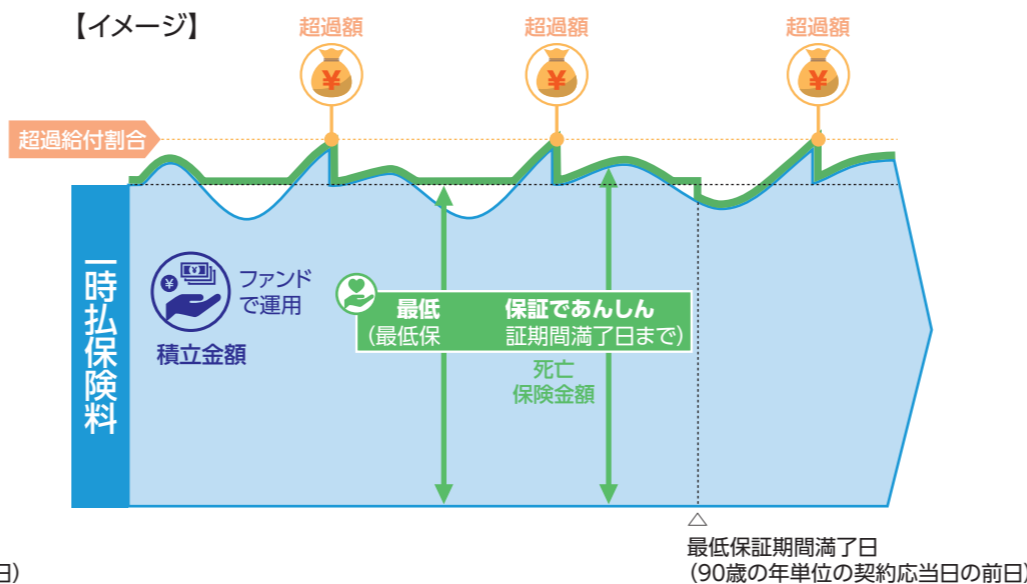 【イメージ】
超過額
超過額
超過額
¥
¥
¥
超過給付割合
一時払保険料
¥
¥
ファンド
で運用
積立金額
最低 保証であんしん
(最低保 証期間満了日まで)
死亡
保険金額
△
最低保証期間満了日
(90歳の年単位の契約応当日の前日)
日)